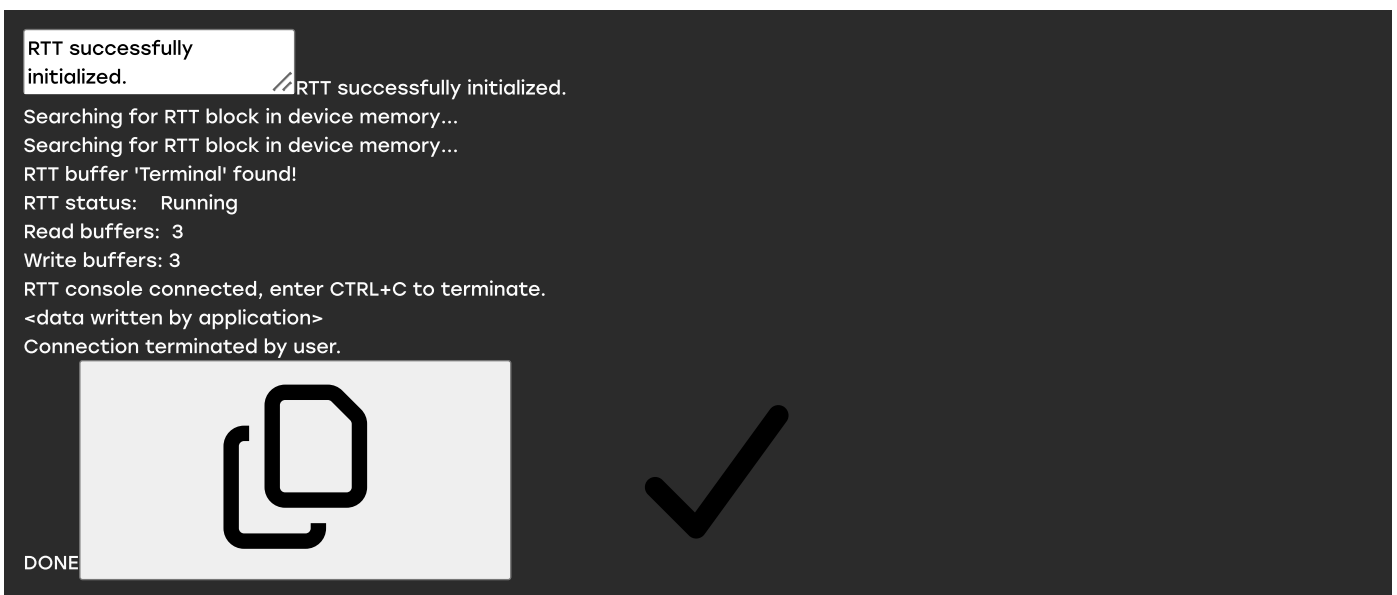 RTT successfully
initialized.
RTT successfully initialized.
Searching for RTT block in device memory...
Searching for RTT block in device memory...
RTT buffer 'Terminal' found!
RTT status:    Running
Read buffers:  3
Write buffers: 3
RTT console connected, enter CTRL+C to terminate.
<data written by application>
Connection terminated by user.
DONE